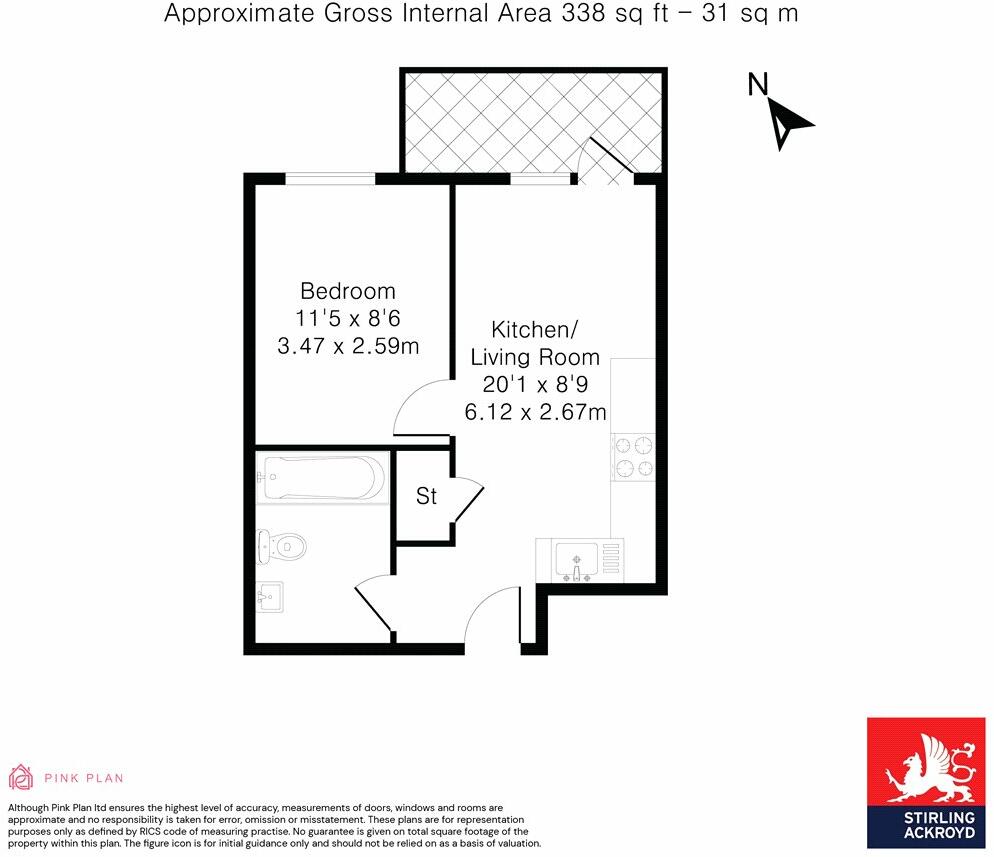 Approximate Gross Internal Area 338 sq ft – 31 sq m
N
Bedroom
11'5 x 8'6
3.47 x 2.59m
Kitchen/
Living Room
20'1 x 8'9
6.12 x 2.67m
St
PINK PLAN
Although Pink Plan ltd ensures the highest level of accuracy, measurements of doors, windows and rooms are
approximate and no responsibility is taken for error, omission or misstatement. These plans are for representation
purposes only as defined by RICS code of measuring practise. No guarantee is given on total square footage of the
property within this plan. The figure icon is for initial guidance only and should not be relied on as a basis of valuation.
STIRLING
ACKROYD